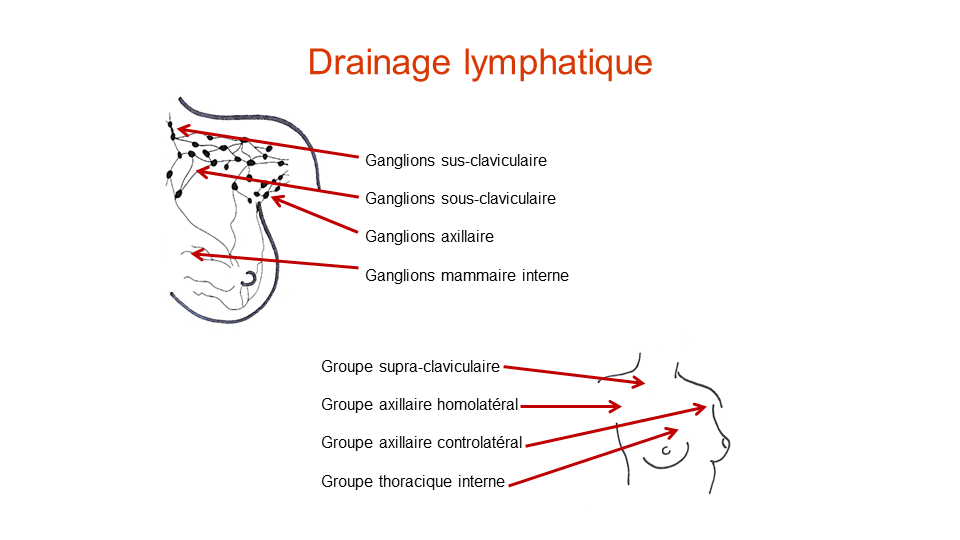 Drainage lymphatique
Ganglions sus-claviculaire
Ganglions sous-claviculaire
Ganglions axillaire
Ganglions mammaire interne
Groupe supra-claviculaire
Groupe axillaire homolatéral
Groupe axillaire controlatéral
Groupe thoracique interne